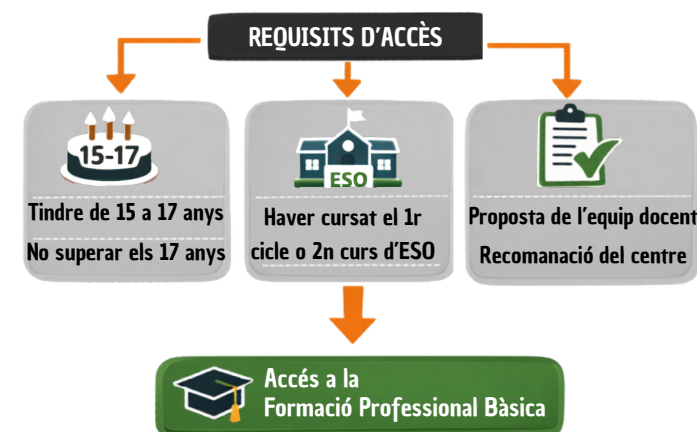 REQUISITS D'ACCÈS
15-17
Tindre de 15 a 17 anys
No superar els 17 anys
ESO
Haver cursat el 1r
cicle o 2n curs d'ESO
Proposta de l'equip docent
Recomanació del centre
Accés a la
Formació Professional Bàsica